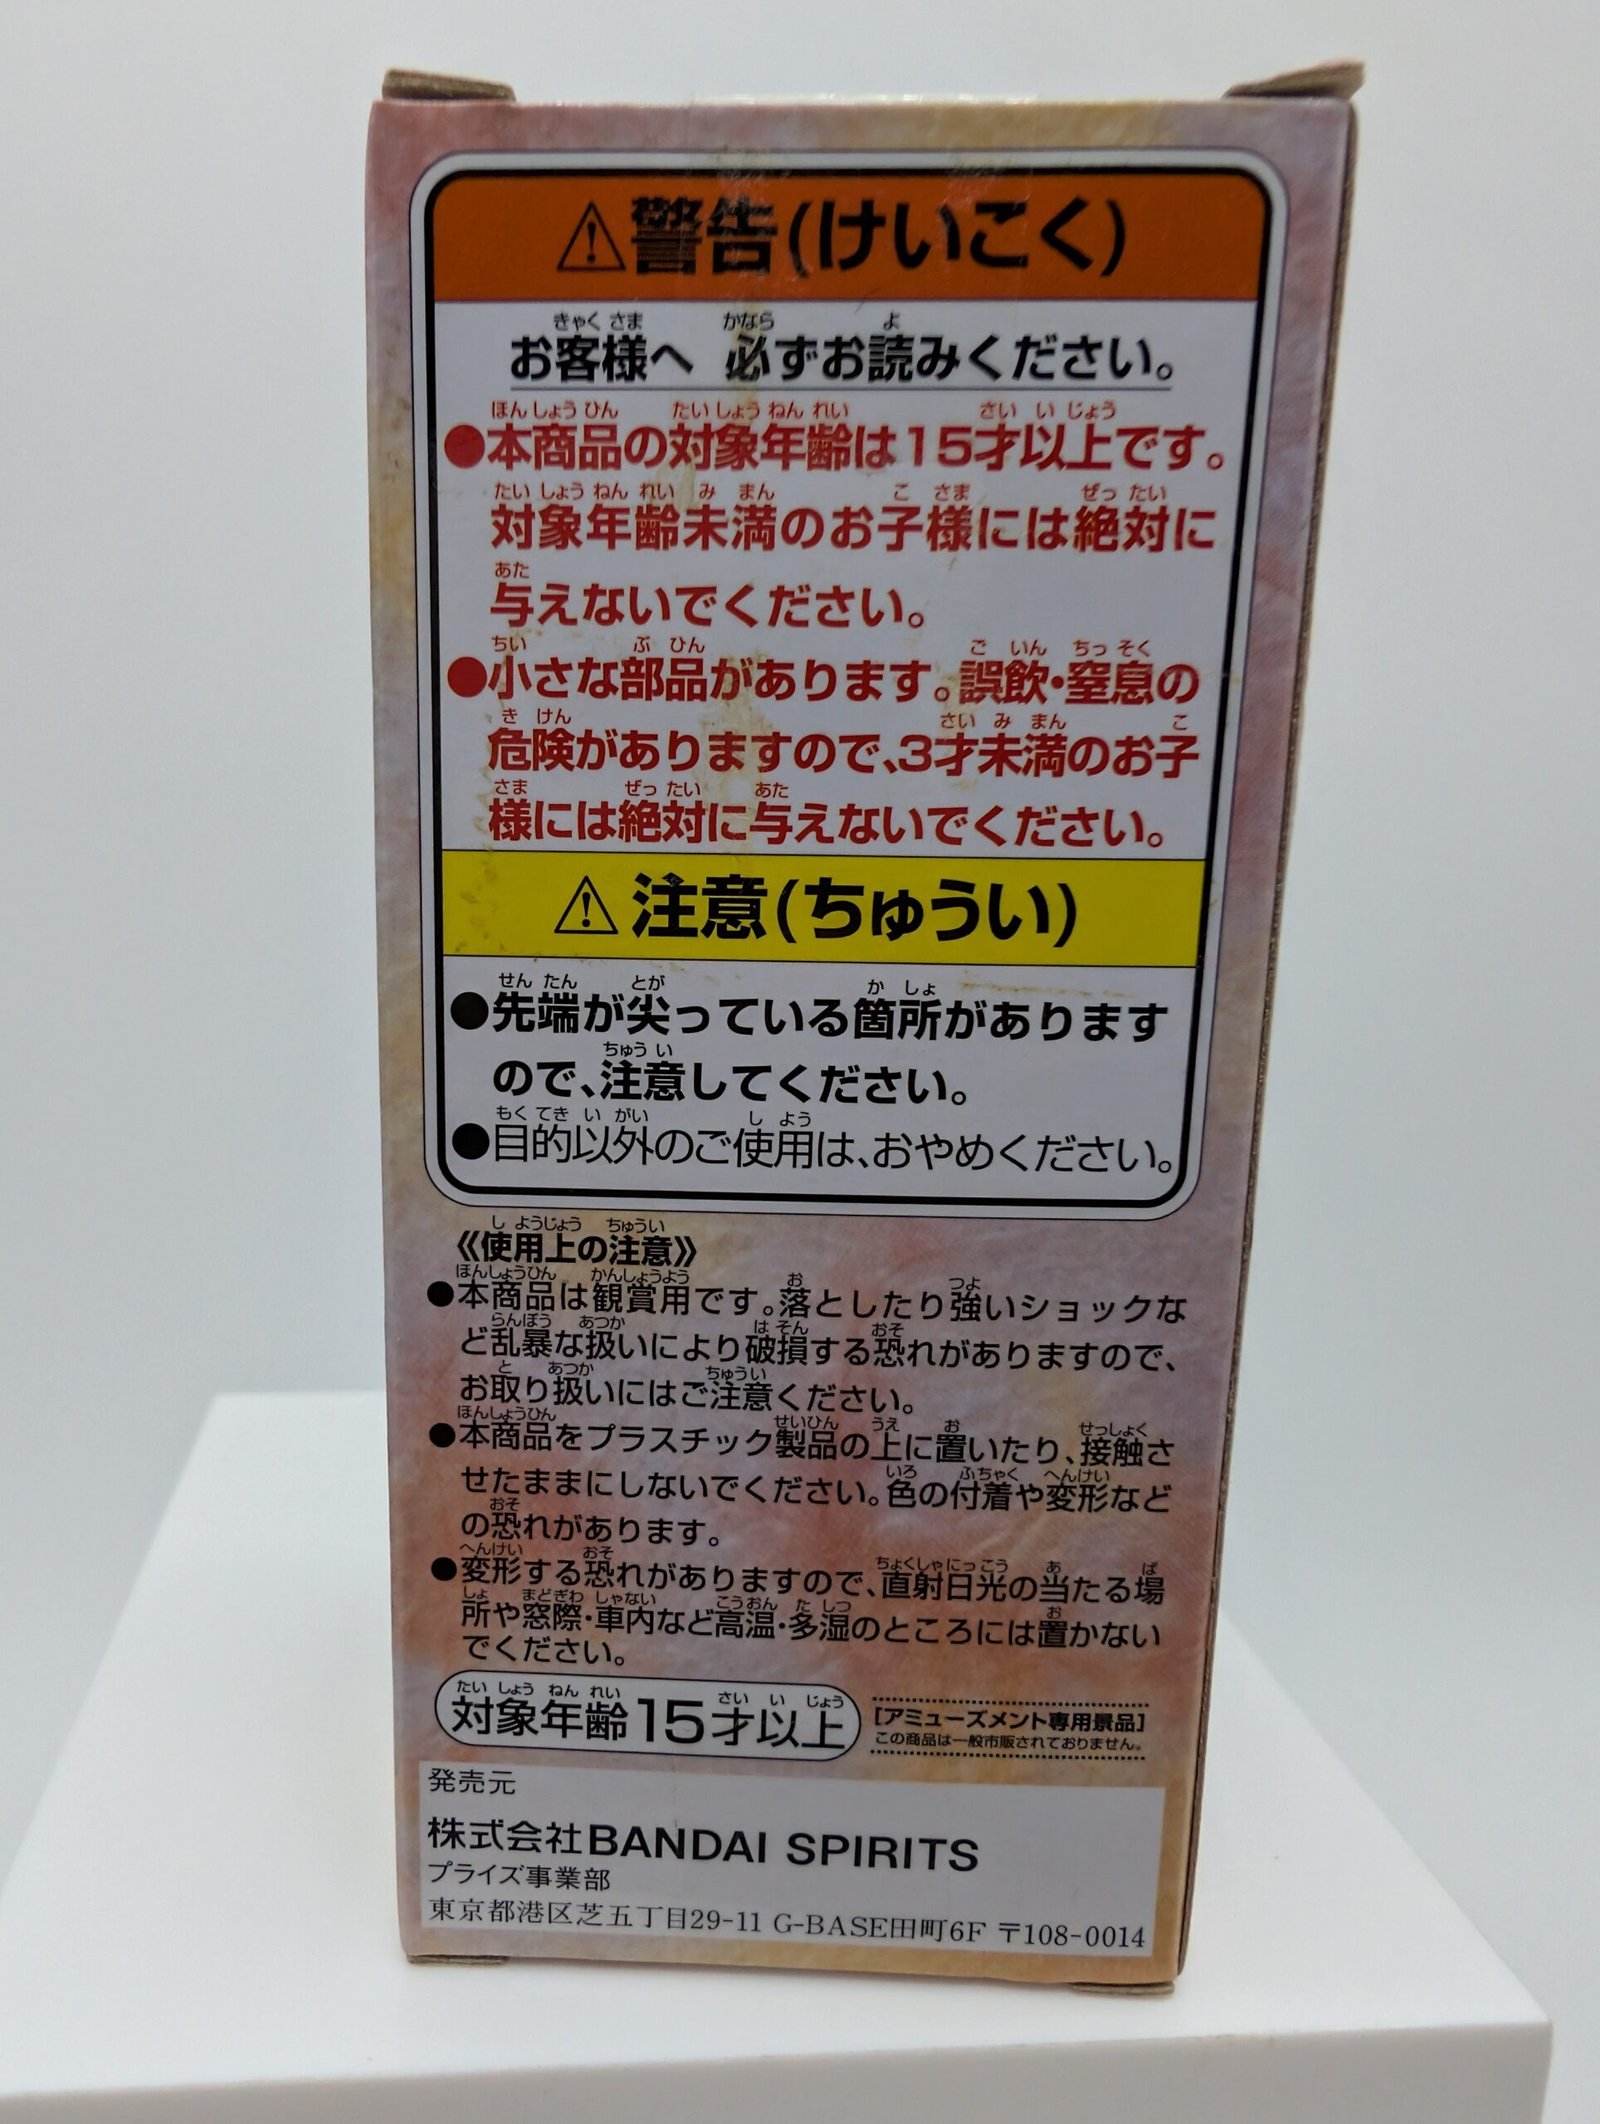 ⚠警告(けいこく)
お客様へ 必ずお読みください。
●本商品の対象年齢は15才以上です。
対象年齢未満のお子様には絶対に
与えないでください。
●小さな部品があります。誤飲・窒息の
危険がありますので、3才未満のお子
様には絶対に与えないでください。
⚠注意(ちゅうい)
●先端が尖っている箇所があります
ので、注意してください。
●目的以外のご使用は、おやめください。
《使用上の注意》
●本商品は観賞用です。落としたり強いショックな
ど乱暴な扱いにより破損する恐れがありますので、
お取り扱いにはご注意ください。
●本商品をプラスチック製品の上に置いたり、接触さ
せたままにしないでください。色の付着や変形など
の恐れがあります。
●変形する恐れがありますので、直射日光の当たる場
所や窓際・車内など高温・多湿のところには置かない
でください。
対象年齢15才以上
[アミューズメント専用景品]
この商品は一般市販されておりません。
発売元
株式会社BANDAI SPIRITS
プライズ事業部
東京都港区芝五丁目29-11 G-BASE田町6F 〒108-0014